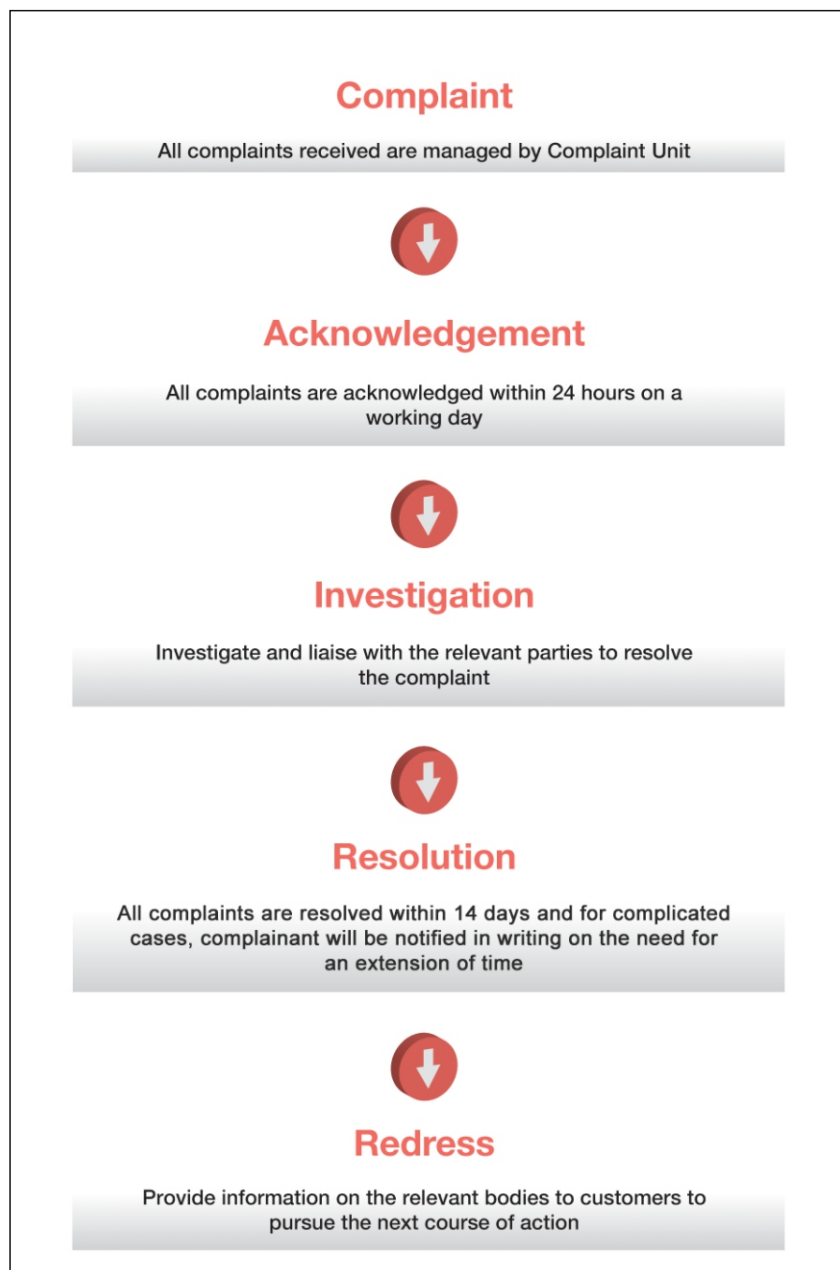 Complaint
All complaints received are managed by Complaint Unit
Acknowledgement
All complaints are acknowledged within 24 hours on a
working day
Investigation
Investigate and liaise with the relevant parties to resolve
the complaint
Resolution
All complaints are resolved within 14 days and for complicated
cases, complainant will be notified in writing on the need for
an extension of time
Redress
Provide information on the relevant bodies to customers to
pursue the next course of action